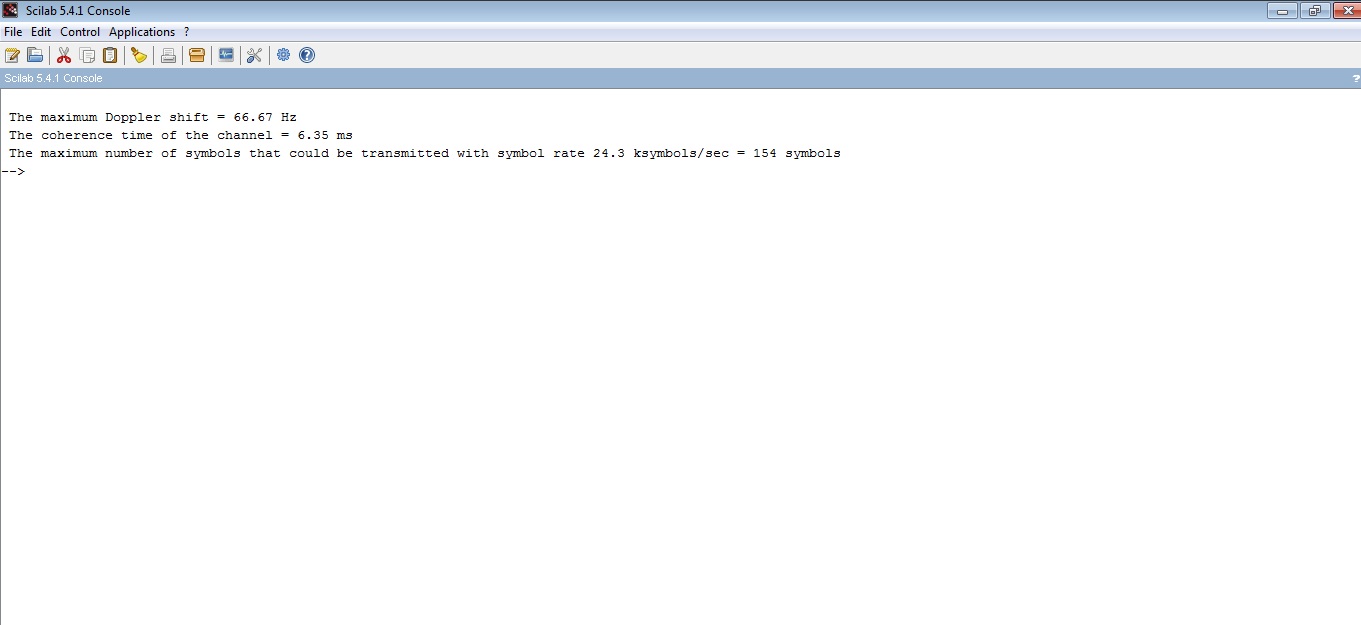 Scilab 5.4.1 Console
File Edit Control Applications ?
Scilab 5.4.1 Console ?
The maximum Doppler shift = 66.67 Hz
The coherence time of the channel = 6.35 ms
The maximum number of symbols that could be transmitted with symbol rate 24.3 ksymbols/sec = 154 symbols
-->